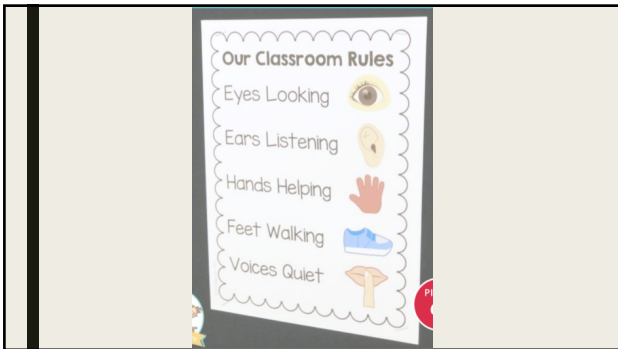 Our Classroom Rules
Eyes Looking
Ears Listening
Hands Helping
Feet Walking
Voices Quiet